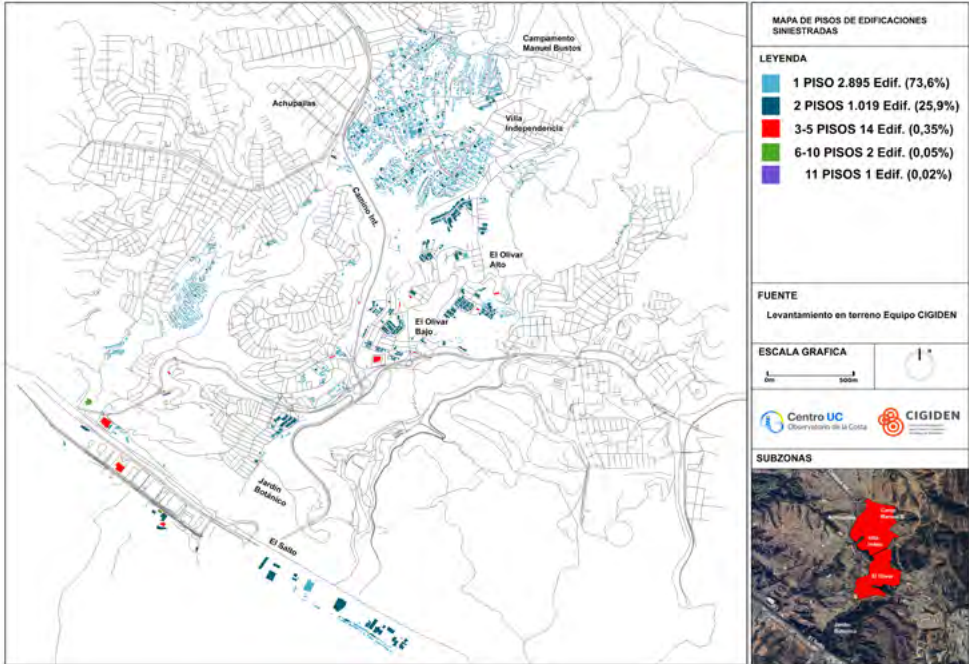 Campamento
Manuel Bustos
Achupallas
Villa
Independencia
Camino Int.
El Olivar
Alto
El Olivar
Bajo
Jardín
Botánico
El Salto
MAPA DE PISOS DE EDIFICACIONES
SINIESTRADAS
LEYENDA
1 PISO 2.895 Edif. (73,6%)
2 PISOS 1.019 Edif. (25,9%)
3-5 PISOS 14 Edif. (0,35%)
6-10 PISOS 2 Edif. (0,05%)
11 PISOS 1 Edif. (0,02%)
FUENTE
Levantamiento en terreno Equipo CIGIDEN
ESCALA GRAFICA
0m 500m
Centro UC
Observatorio de la Costa
CIGIDEN
SUBZONAS
El Olivar
Jardín
Botánico